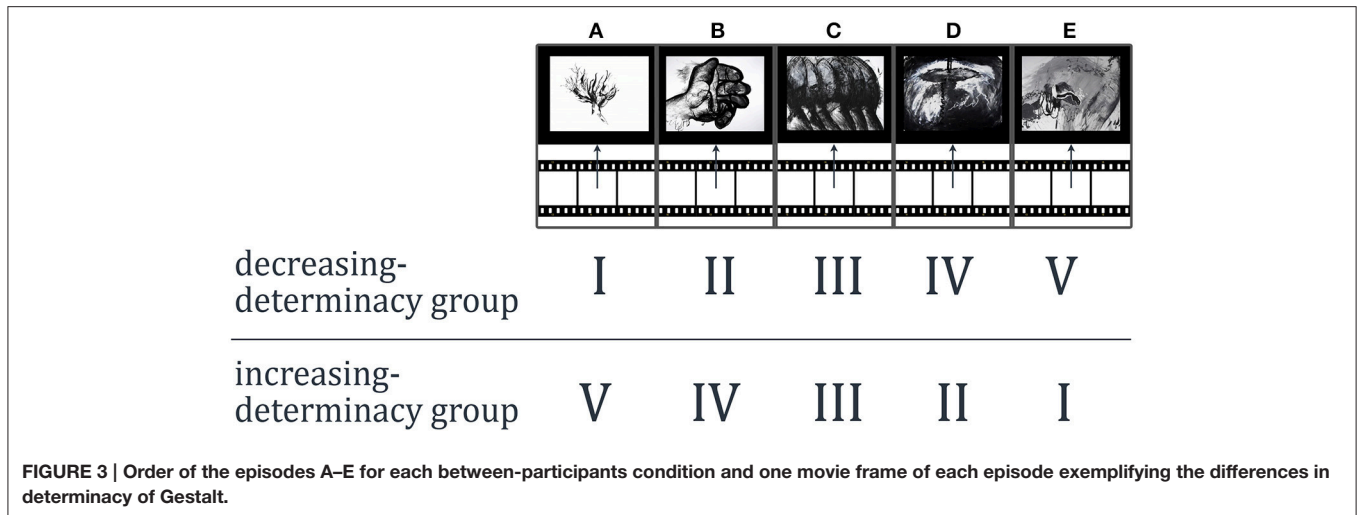 A B C D E
decreasing-
determinacy group I II III IV V
increasing-
determinacy group V IV III II I
FIGURE 3 | Order of the episodes A–E for each between-participants condition and one movie frame of each episode exemplifying the differences in
determinacy of Gestalt.